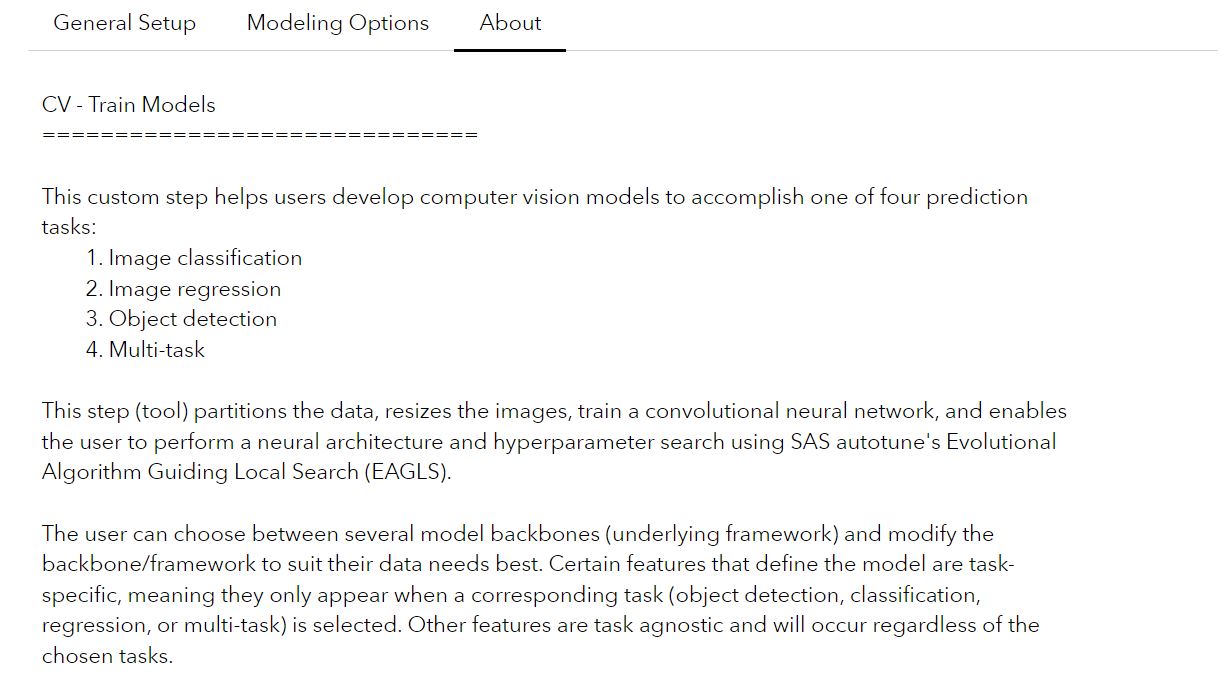 General Setup Modeling Options About
CV - Train Models
==============================
This custom step helps users develop computer vision models to accomplish one of four prediction
tasks:
1. Image classification
2. Image regression
3. Object detection
4. Multi-task
This step (tool) partitions the data, resizes the images, train a convolutional neural network, and enables
the user to perform a neural architecture and hyperparameter search using SAS autotune's Evolutional
Algorithm Guiding Local Search (EAGLS).
The user can choose between several model backbones (underlying framework) and modify the
backbone/framework to suit their data needs best. Certain features that define the model are task-
specific, meaning they only appear when a corresponding task (object detection, classification,
regression, or multi-task) is selected. Other features are task agnostic and will occur regardless of the
chosen tasks.